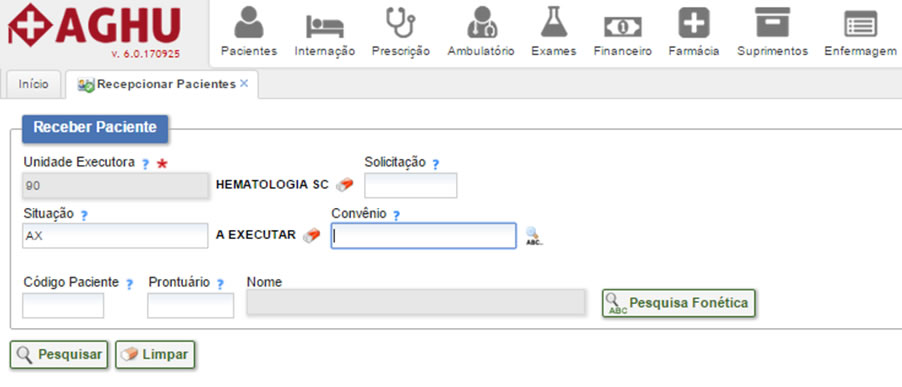 AGHU
v. 6.0.170925
Pacientes Internação Prescrição Ambulatório Exames Financeiro Farmácia Suprimentos Enfermagem
Início Recepcionar Pacientes ×
Receber Paciente
Unidade Executora ? * Solicitação ?
90 HEMATOLOGIA SC
Situação ? Convênio ?
AX A EXECUTAR ABC..
Código Paciente ? Prontuário ? Nome
ABC Pesquisa Fonética
Pesquisar Limpar